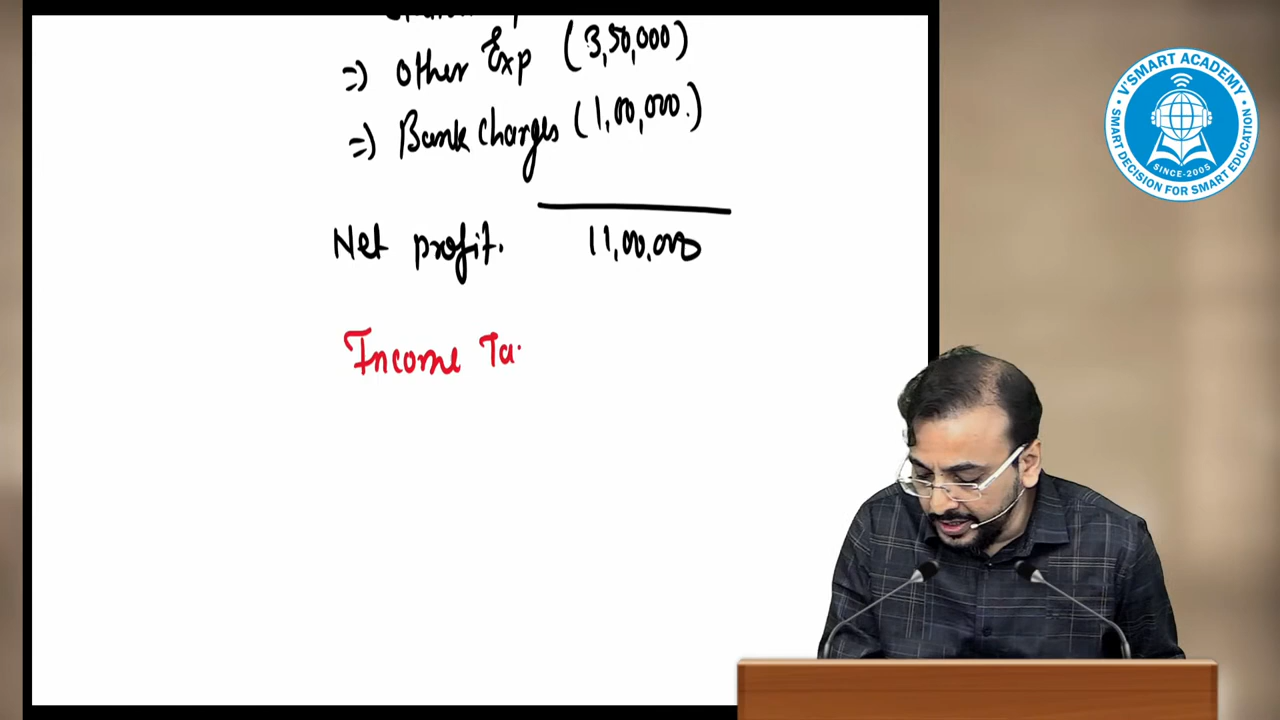 => Other Exp (3,50,000)
=> Bank Charges (1,00,000.)
Net profit. 11,00,000
Income Ta
V'SMART ACADEMY
SINCE-2005
SMART DECISION FOR SMART EDUCATION